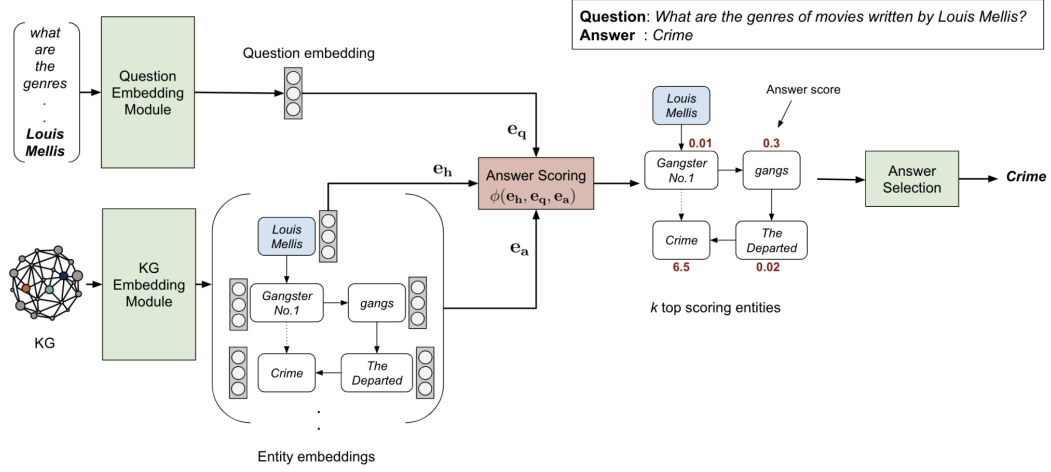 Question: What are the genres of movies written by Louis Mellis?
Answer : Crime
what
are
the
genres
.
.
Louis
Mellis
Question
Embedding
Module
Question embedding
e_q
e_h
Answer Scoring
ϕ(e_h, e_q, e_a)
e_a
KG
KG
Embedding
Module
Louis
Mellis
Gangster
No.1
gangs
Crime
The
Departed
.
.
Entity embeddings
Louis
Mellis
Answer score
0.01
0.3
Gangster
No.1
gangs
Crime
The
Departed
6.5
0.02
k top scoring entities
Answer
Selection
Crime